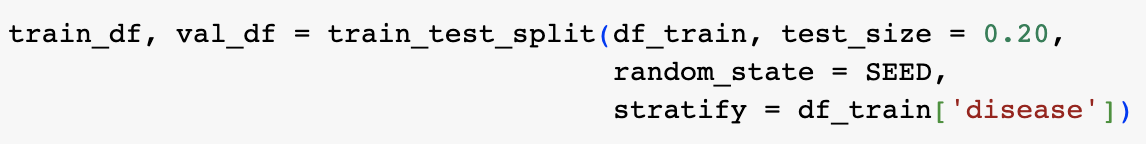 train_df, val_df = train_test_split(df_train, test_size = 0.20,
random_state = SEED,
stratify = df_train['disease'])